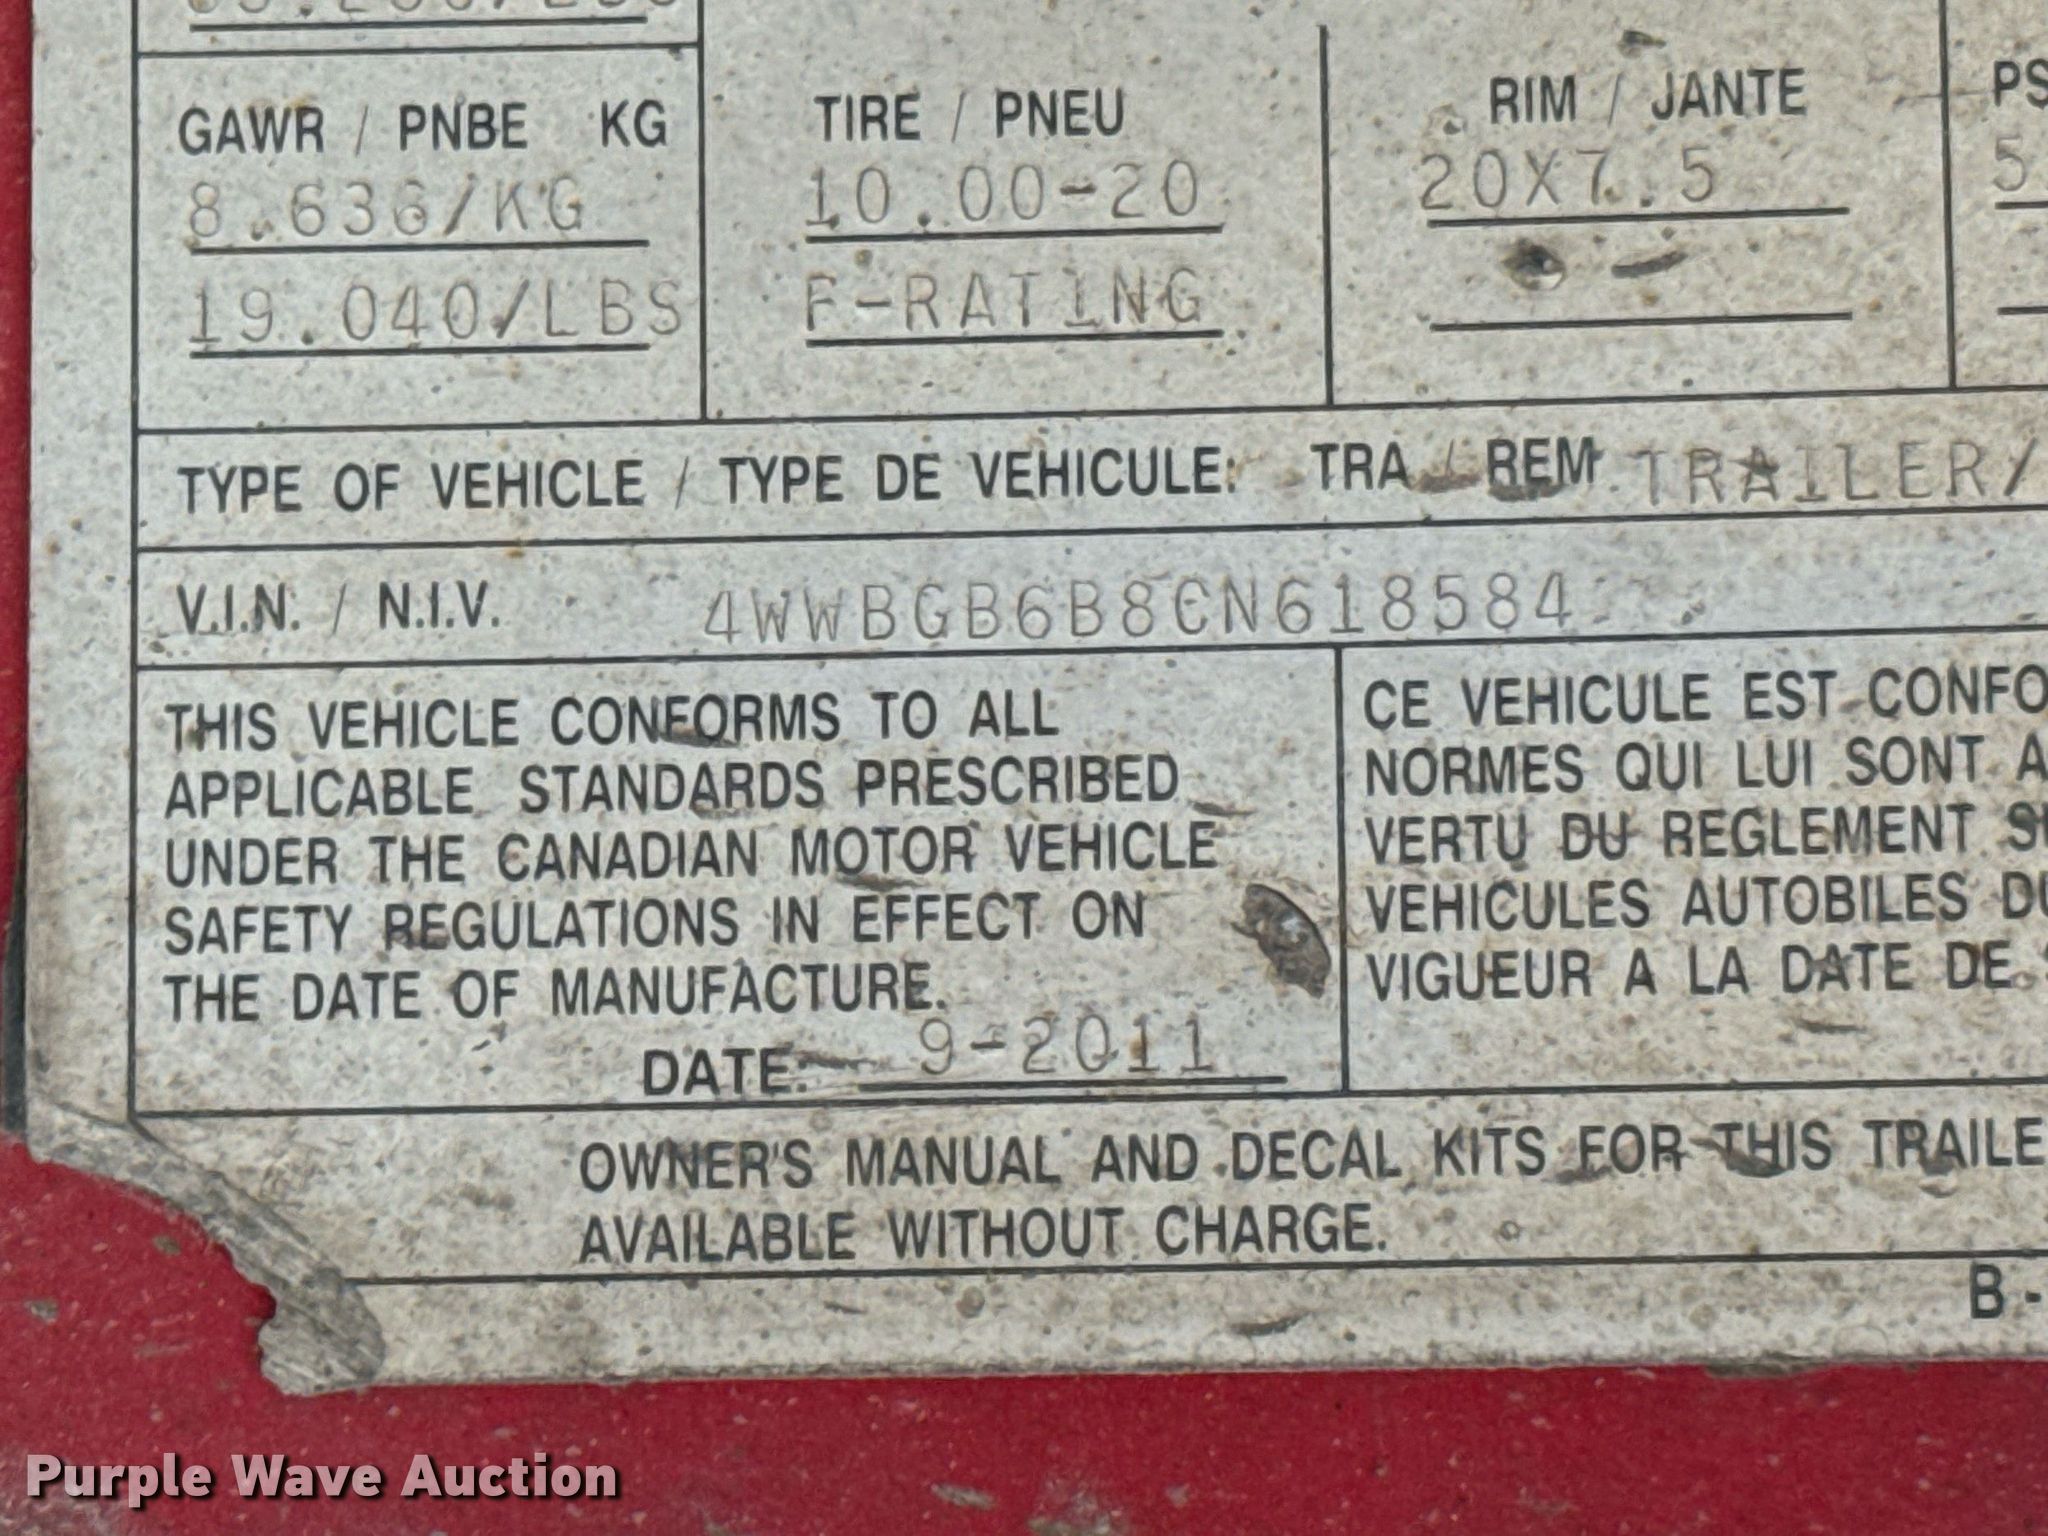 GAWR / PNBE KG
8.636/KG
19.040/LBS
TIRE / PNEU
10.00-20
F-RATING
RIM / JANTE
20X7.5
TYPE OF VEHICLE / TYPE DE VEHICULE: TRA / REM TRAILER/
V.I.N. / N.I.V. 4WWBGB6B8CN618584
THIS VEHICLE CONFORMS TO ALL
APPLICABLE STANDARDS PRESCRIBED
UNDER THE CANADIAN MOTOR VEHICLE
SAFETY REGULATIONS IN EFFECT ON
THE DATE OF MANUFACTURE.
DATE: 9-2011
CE VEHICULE EST
NORMES QUI LUI SONT
VERTU DU REGLEMENT
VEHICULES AUTOBILES
VIGUEUR A LA DATE DE
OWNER'S MANUAL AND DECAL KITS FOR THIS
AVAILABLE WITHOUT CHARGE.
B -
Purple Wave Auction